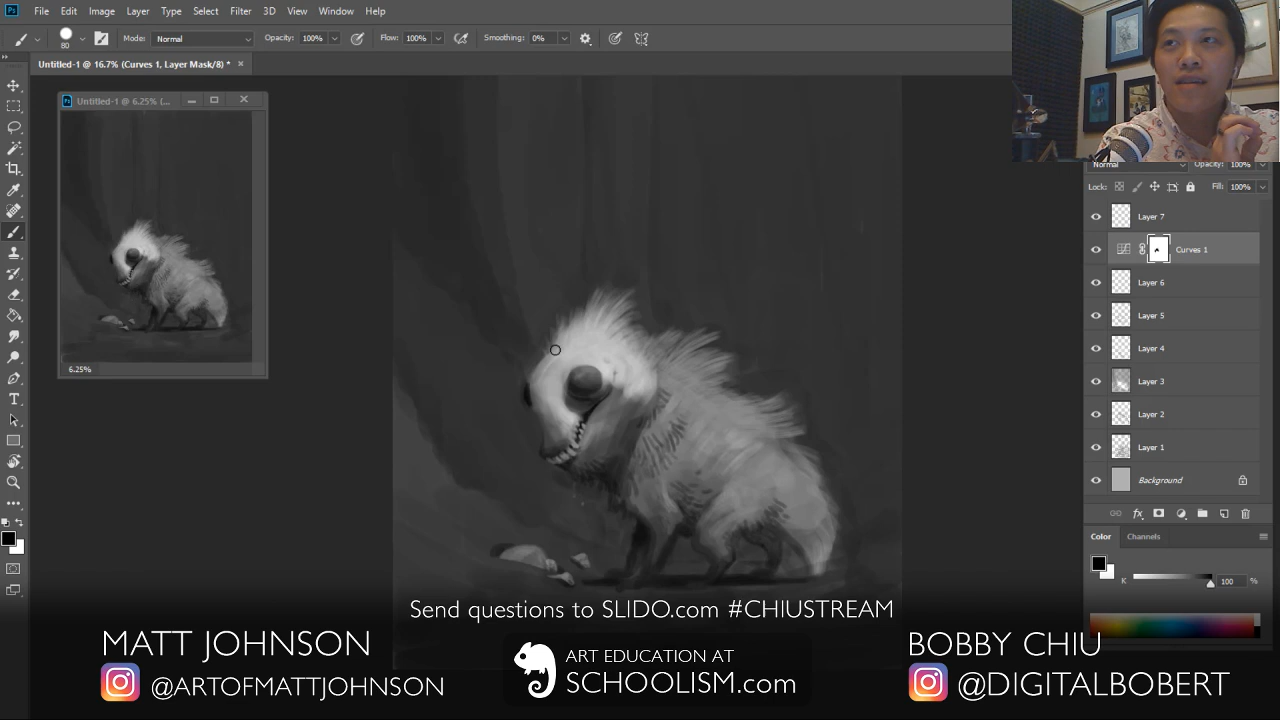 Ps File Edit Image Layer Type Select Filter 3D View Window Help
80 Mode: Normal Opacity: 100% Flow: 100% Smoothing: 0%
Untitled-1 @ 16.7% (Curves 1, Layer Mask/8) *
Ps Untitled-1 @ 6.25% (...
6.25%
Normal Opacity: 100%
Lock: Fill: 100%
Layer 7
Curves 1
Layer 6
Layer 5
Layer 4
Layer 3
Layer 2
Layer 1
Background
fx
Color Channels
K 100 %
Send questions to SLIDO.com #CHIUSTREAM
MATT JOHNSON
@ARTOFMATTJOHNSON
ART EDUCATION AT
SCHOOLISM.com
BOBBY CHIU
@DIGITALBOBERT